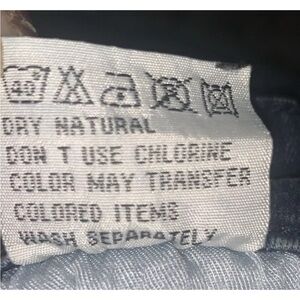 40
DRY NATURAL
DON T USE CHLORINE
COLOR MAY TRANSFER
COLORED ITEMS
WASH SEPARATELY